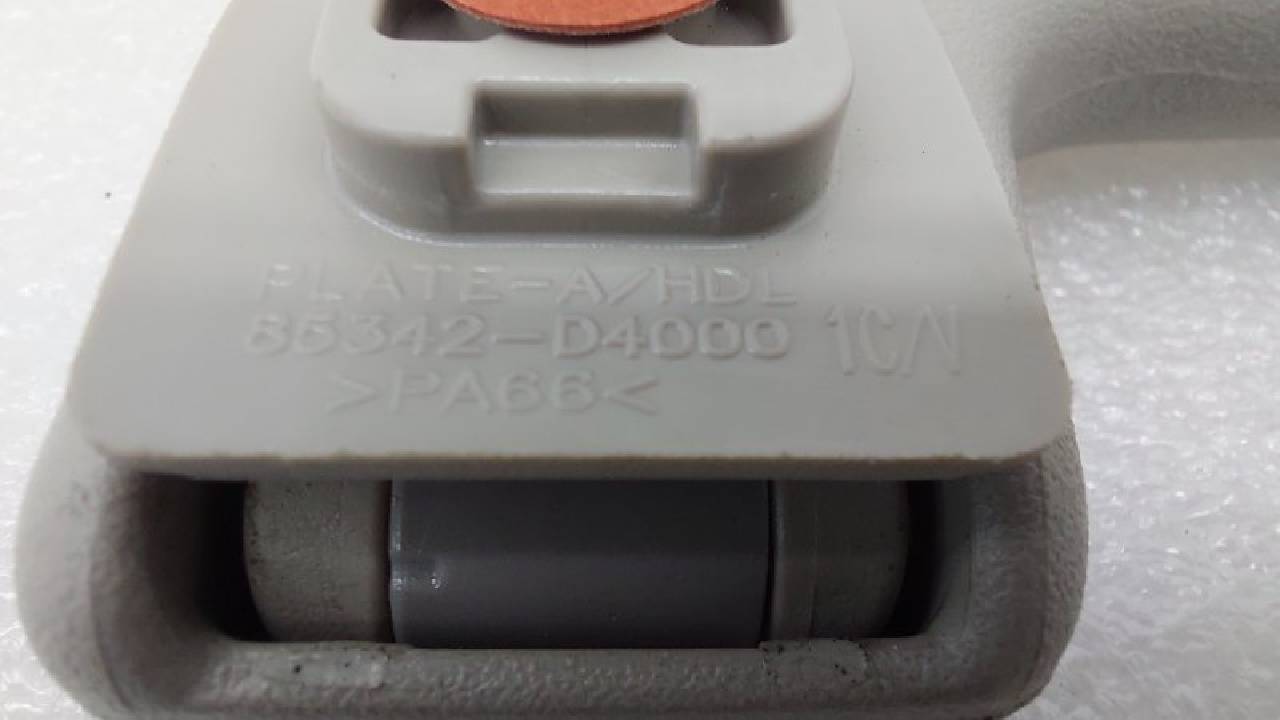 PLATE-A/HDL
85342-D4000 1C/V
>PA66<